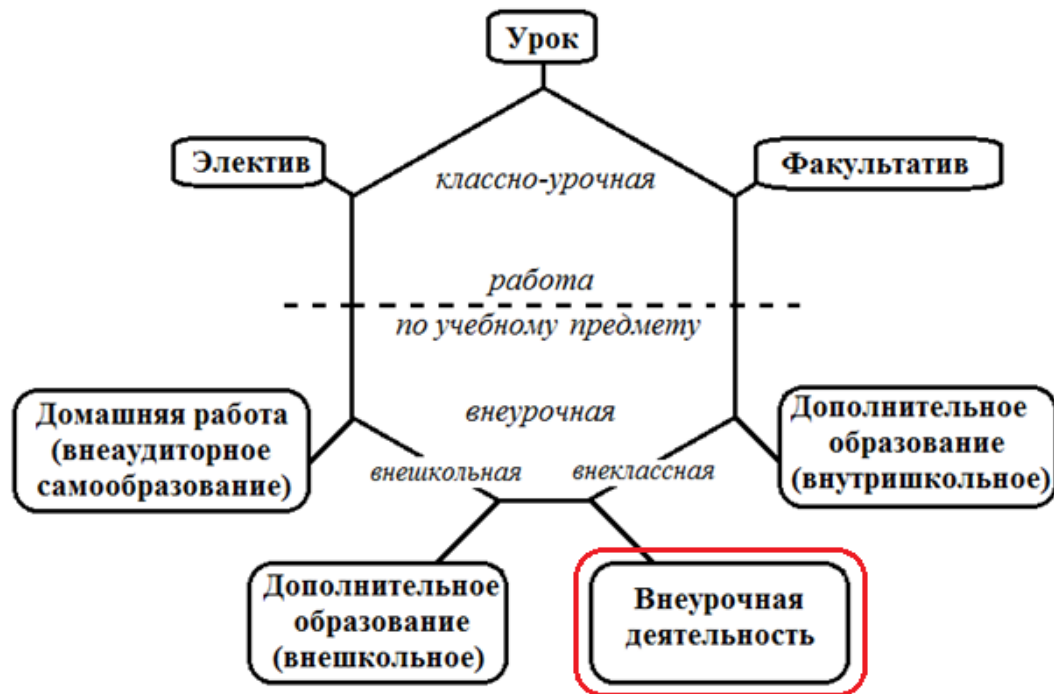 Урок
Электив
Факультатив
классно-урочная
работа
по учебному предмету
внеурочная
внешкольная
внеклассная
Домашняя работа
(внеаудиторное
самообразование)
Дополнительное
образование
(внутришкольное)
Дополнительное
образование
(внешкольное)
Внеурочная
деятельность